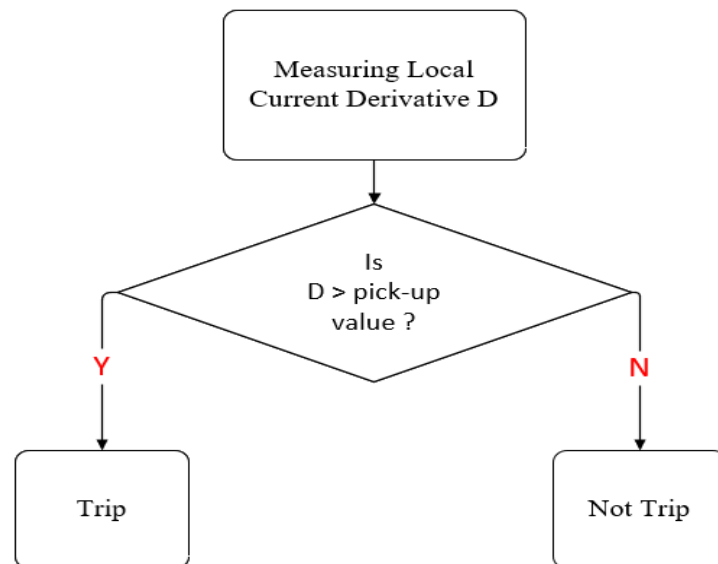 Measuring Local
Current Derivative D
Is
D > pick-up
value ?
Y
N
Trip
Not Trip